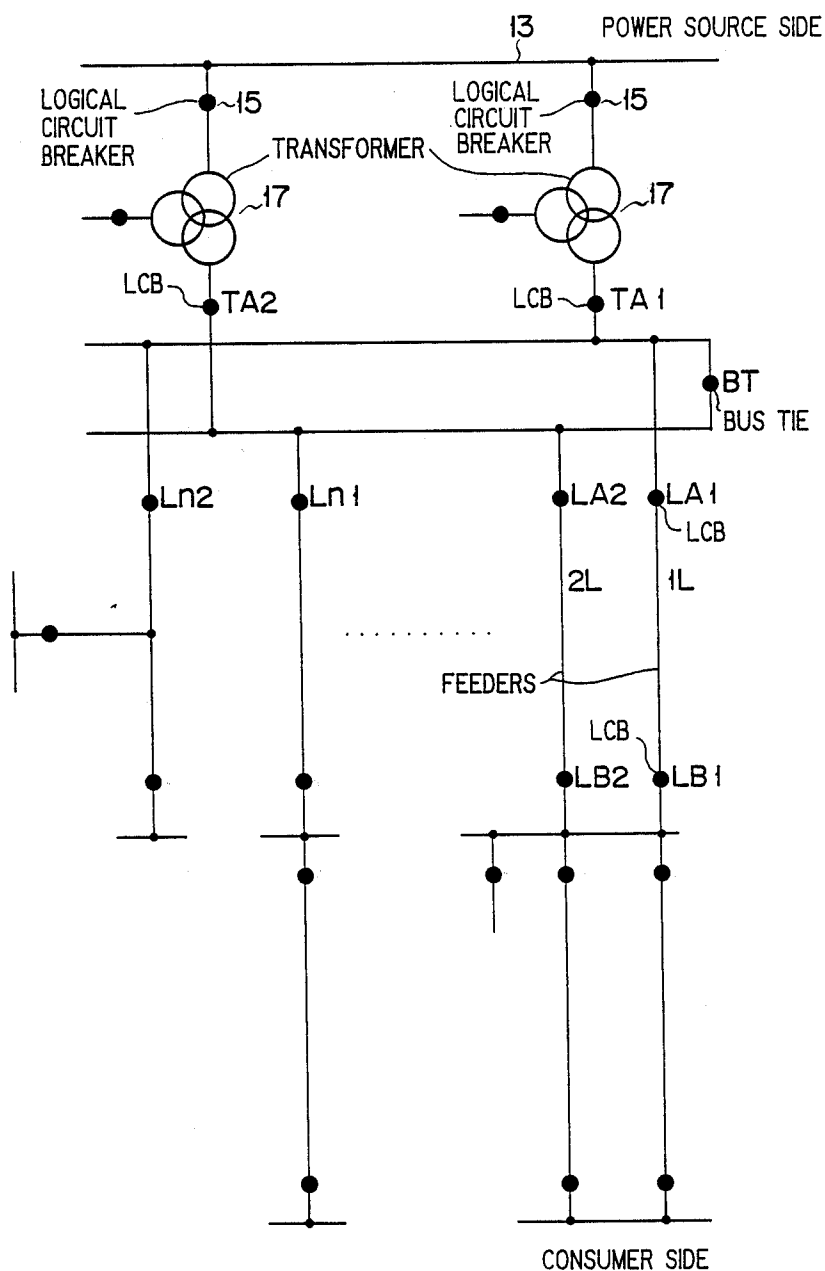 13
POWER SOURCE SIDE
LOGICAL
CIRCUIT
BREAKER
15
LOGICAL
CIRCUIT
BREAKER
15
TRANSFORMER
17
17
LCB
TA2
LCB
TA1
BT
BUS TIE
Ln2
Ln1
LA2
LA1
LCB
2L
1L
FEEDERS
LCB
LB2
LB1
CONSUMER SIDE